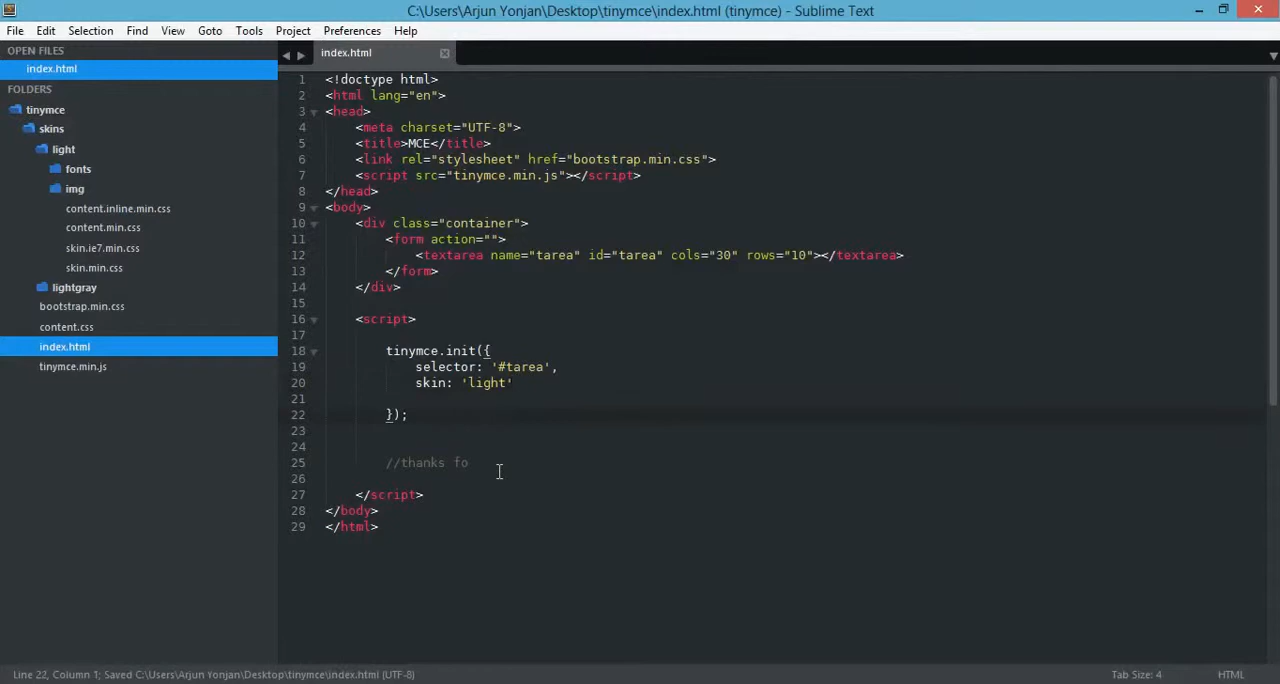 C:\Users\Arjun Yonjan\Desktop\tinymce\index.html (tinymce) - Sublime Text
File Edit Selection Find View Goto Tools Project Preferences Help
OPEN FILES
index.html
FOLDERS
tinymce
skins
light
fonts
img
content.inline.min.css
content.min.css
skin.ie7.min.css
skin.min.css
lightgray
bootstrap.min.css
content.css
index.html
tinymce.min.js
index.html
1 <!doctype html>
2 <html lang="en">
3 <head>
4 <meta charset="UTF-8">
5 <title>MCE</title>
6 <link rel="stylesheet" href="bootstrap.min.css">
7 <script src="tinymce.min.js"></script>
8 </head>
9 <body>
10 <div class="container">
11 <form action="">
12 <textarea name="tarea" id="tarea" cols="30" rows="10"></textarea>
13 </form>
14 </div>
15
16 <script>
17
18 tinymce.init({
19 selector: '#tarea',
20 skin: 'light'
21
22 });
23
24
25 //thanks fo
26
27 </script>
28 </body>
29 </html>
Line 22, Column 1; Saved C:\Users\Arjun Yonjan\Desktop\tinymce\index.html (UTF-8)
Tab Size: 4
HTML